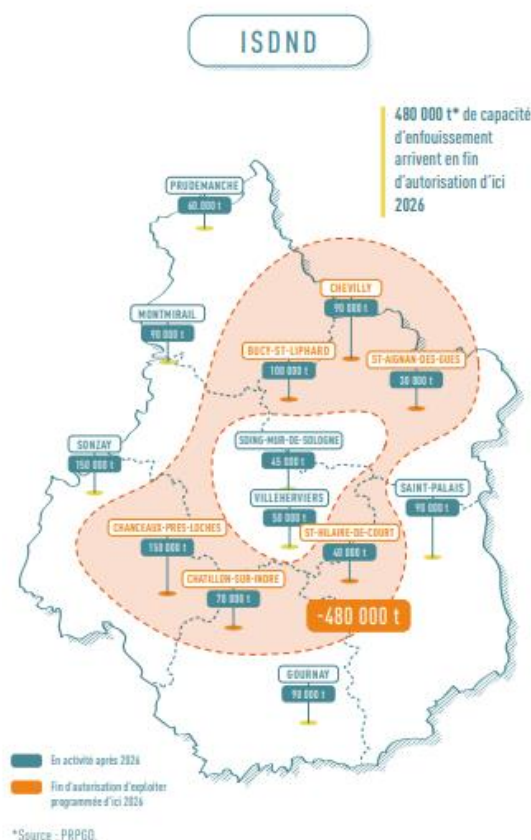 ISDND
480 000 t* de capacité
d'enfouissement
arrivent en fin
d'autorisation d'ici
2026
PRUDEMANCHE
60 000 t
CHEVILLY
90 000 t
MONTMIRAIL
90 000 t
BUCY-ST-LIPHARD
100 000 t
ST-AIGNAN-DES-GUES
30 000 t
SONZAY
150 000 t
SOING-MUR-DE-SOLOGNE
45 000 t
SAINT-PALAIS
90 000 t
VILLEHERVIERS
50 000 t
CHANCEAUX-PRES-LOCHES
150 000 t
ST-HILAIRE-DE-COURT
40 000 t
CHATILLON-SUR-INDRE
70 000 t
-480 000 t
GOURNAY
90 000 t
En activité après 2026
Fin d'autorisation d'exploiter
programmée d'ici 2026
*Source : PRPGD.